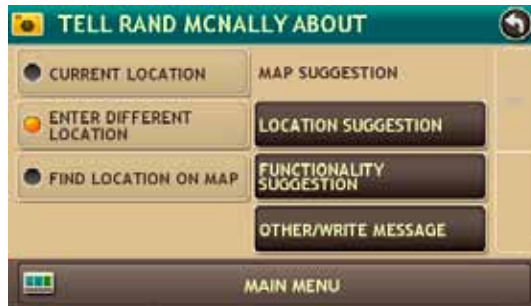 TELL RAND MCNALLY ABOUT
CURRENT LOCATION
MAP SUGGESTION
ENTER DIFFERENT
LOCATION
LOCATION SUGGESTION
FIND LOCATION ON MAP
FUNCTIONALITY
SUGGESTION
OTHER/WRITE MESSAGE
MAIN MENU